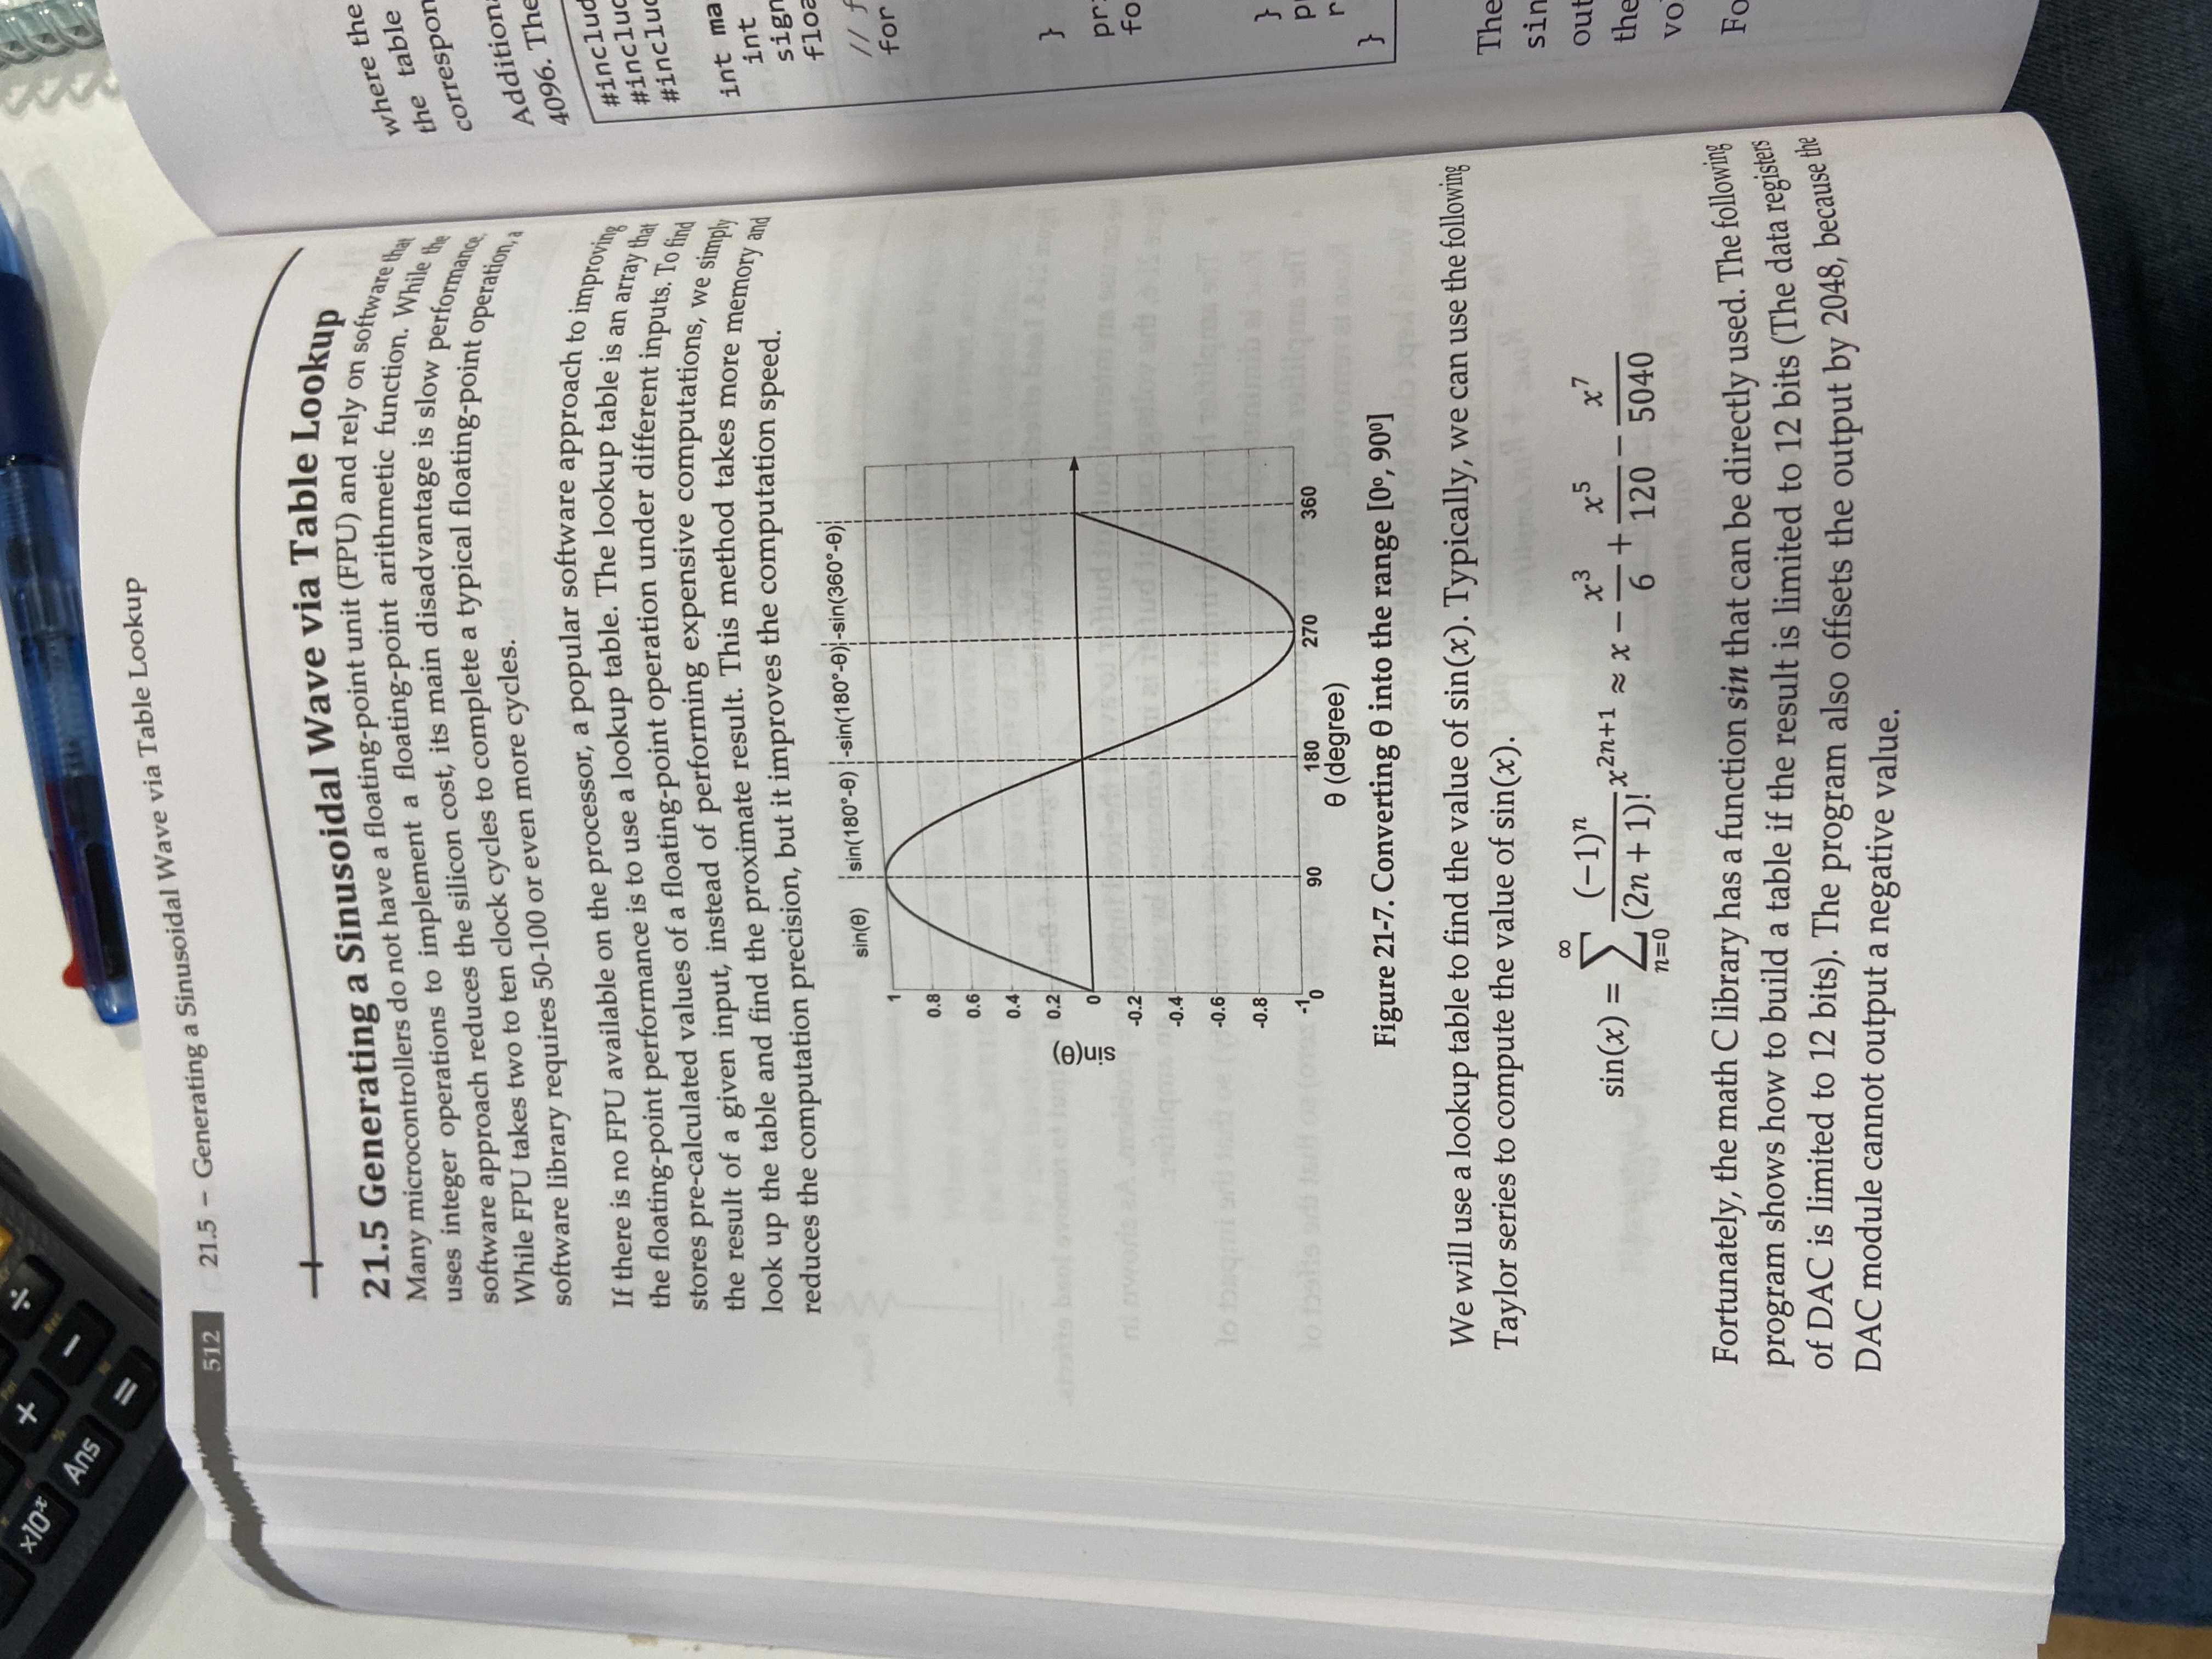 ×10ˣ
Ans
+
−
÷
=
512
21.5 – Generating a Sinusoidal Wave via Table Lookup
21.5 Generating a Sinusoidal Wave via Table Lookup
Many microcontrollers do not have a floating-point unit (FPU) and rely on software that
uses integer operations to implement a floating-point arithmetic function. While the
software approach reduces the silicon cost, its main disadvantage is slow performance.
While FPU takes two to ten clock cycles to complete a typical floating-point operation, a
software library requires 50-100 or even more cycles.
If there is no FPU available on the processor, a popular software approach to improving
the floating-point performance is to use a lookup table. The lookup table is an array that
stores pre-calculated values of a floating-point operation under different inputs. To find
the result of a given input, instead of performing expensive computations, we simply
look up the table and find the proximate result. This method takes more memory and
reduces the computation precision, but it improves the computation speed.
sin(θ) sin(180°-θ) -sin(180°-θ) -sin(360°-θ)
1
0.8
0.6
0.4
0.2
0
-0.2
-0.4
-0.6
-0.8
-1
sin(θ)
0 90 180 270 360
θ (degree)
Figure 21-7. Converting θ into the range [0º, 90º]
We will use a lookup table to find the value of sin(x). Typically, we can use the following
Taylor series to compute the value of sin(x).
sin(x) = ∑ n=0 ∞ (−1)ⁿ / (2n + 1)! x²ⁿ⁺¹ ≈ x − x³/6 + x⁵/120 − x⁷/5040
Fortunately, the math C library has a function sin that can be directly used. The following
program shows how to build a table if the result is limited to 12 bits (The data registers
of DAC is limited to 12 bits). The program also offsets the output by 2048, because the
DAC module cannot output a negative value.
where the
the table
correspon
Addition
4096. The
#includ
#includ
#includ
int ma
int
sign
floa
// f
for
}
pr
fo
}
p
r
}
The
sin
out
the
vo
Fo